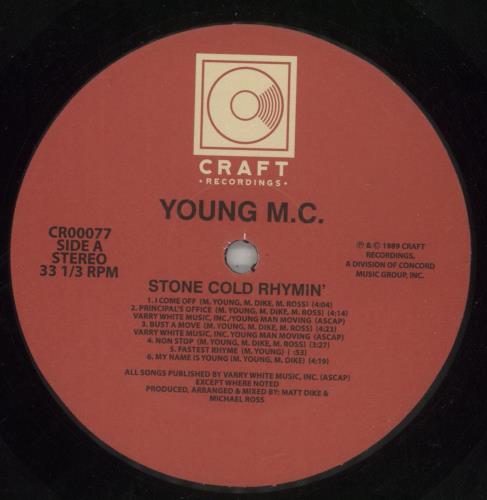 CRAFT
• RECORDINGS •
YOUNG M.C.
CR00077
SIDE A
STEREO
33 1/3 RPM
℗ & © 1989 CRAFT
RECORDINGS,
A DIVISION OF CONCORD
MUSIC GROUP, INC.
STONE COLD RHYMIN'
1. I COME OFF (M. YOUNG, M. DIKE, M. ROSS) (4:04)
2. PRINCIPAL'S OFFICE (M. YOUNG, M. DIKE, M. ROSS) (4:14)
VARRY WHITE MUSIC, INC./YOUNG MAN MOVING (ASCAP)
3. BUST A MOVE (M. YOUNG, M. DIKE, M. ROSS) (4:23)
VARRY WHITE MUSIC, INC. YOUNG MAN MOVING (ASCAP)
4. NON STOP (M. YOUNG, M. DIKE, M. ROSS) (3:27)
5. FASTEST RHYME (M. YOUNG) ( :53)
6. MY NAME IS YOUNG (M. YOUNG, M. DIKE) (4:19)
ALL SONGS PUBLISHED BY VARRY WHITE MUSIC, INC. (ASCAP)
EXCEPT WHERE NOTED
PRODUCED, ARRANGED & MIXED BY: MATT DIKE &
MICHAEL ROSS